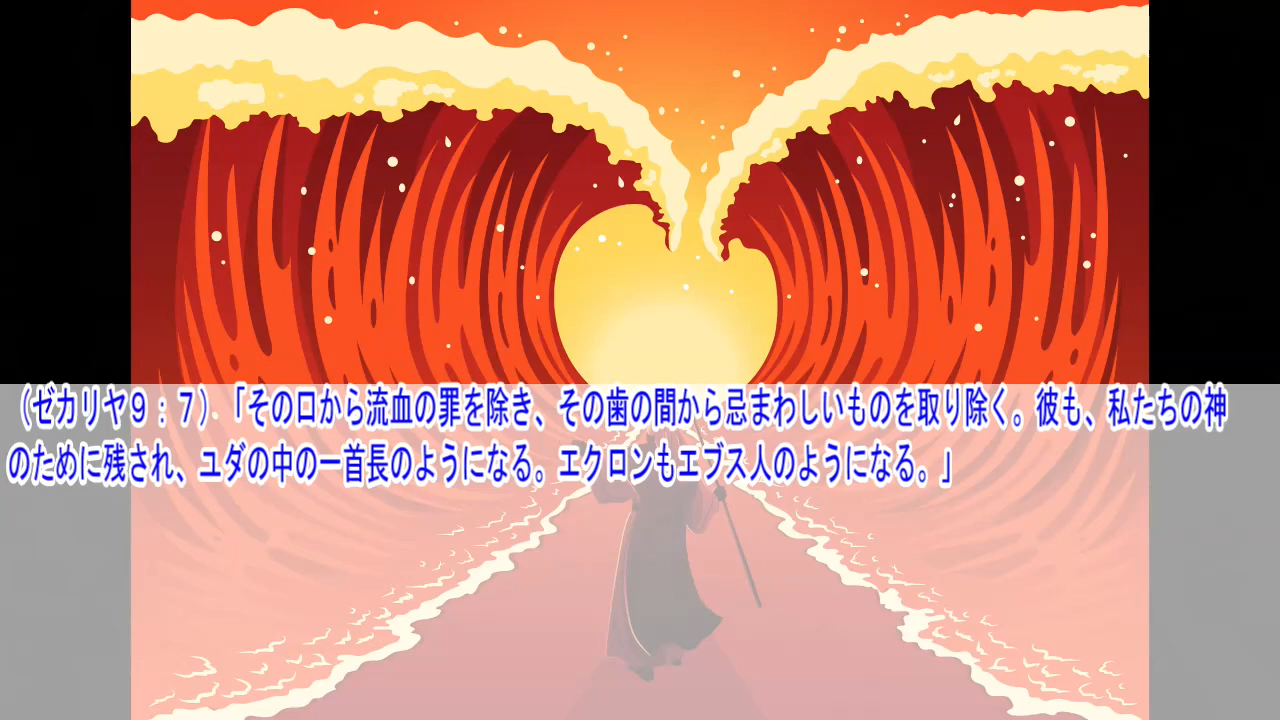 （ゼカリヤ９：７）「その口から流血の罪を除き、その歯の間から忌まわしいものを取り除く。彼も、私たちの神
のために残され、ユダの中の一首長のようになる。エクロンもエブス人のようになる。」